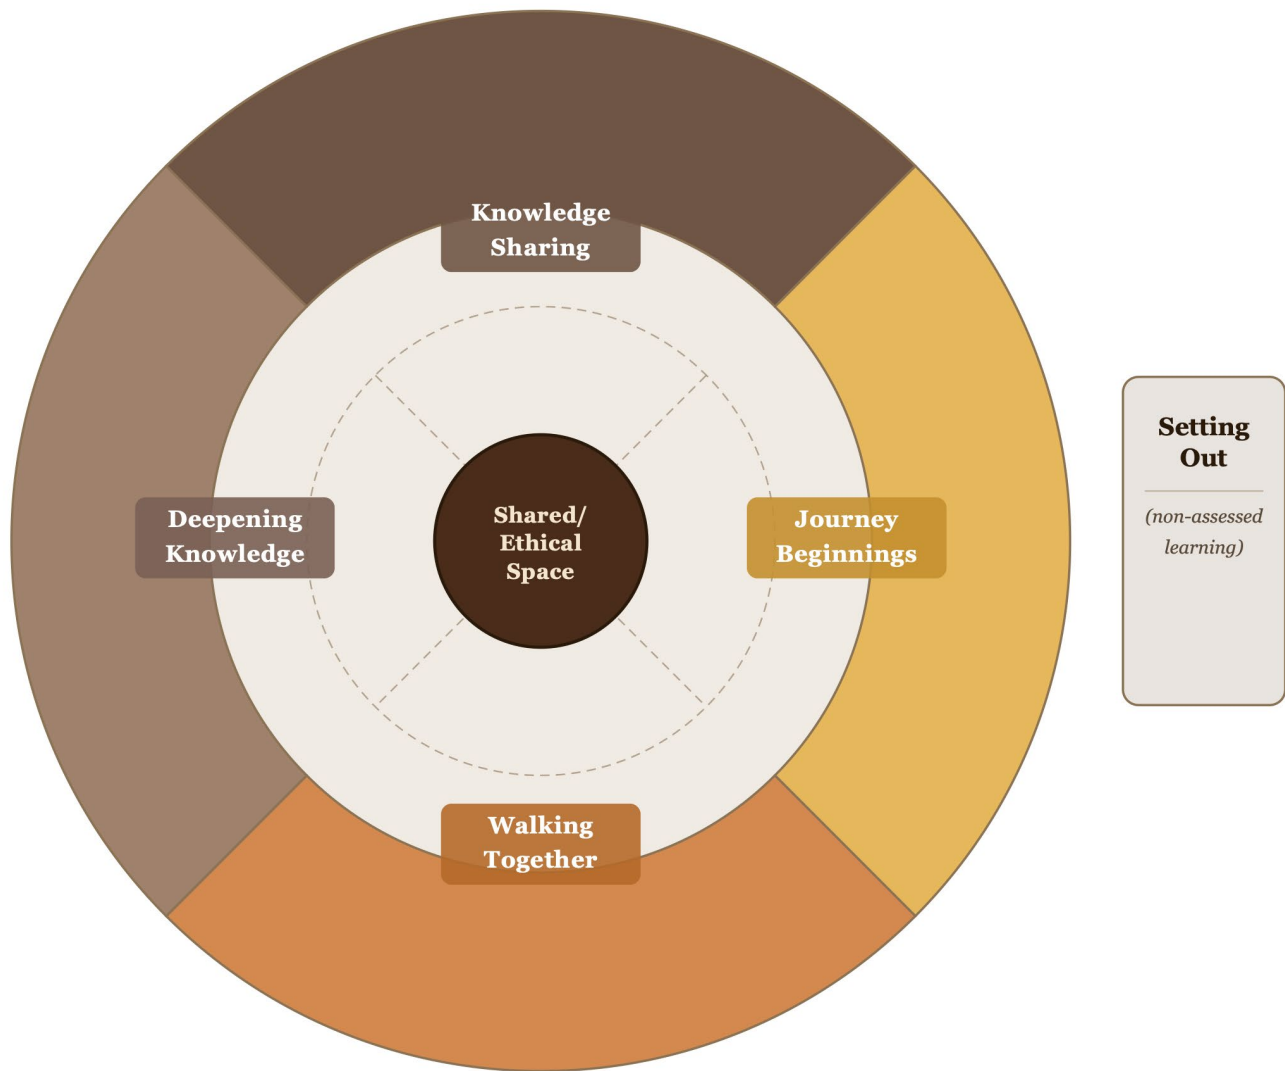 Knowledge
Sharing
Deepening
Knowledge
Shared/
Ethical
Space
Journey
Beginnings
Walking
Together
Setting
Out
(non-assessed
learning)